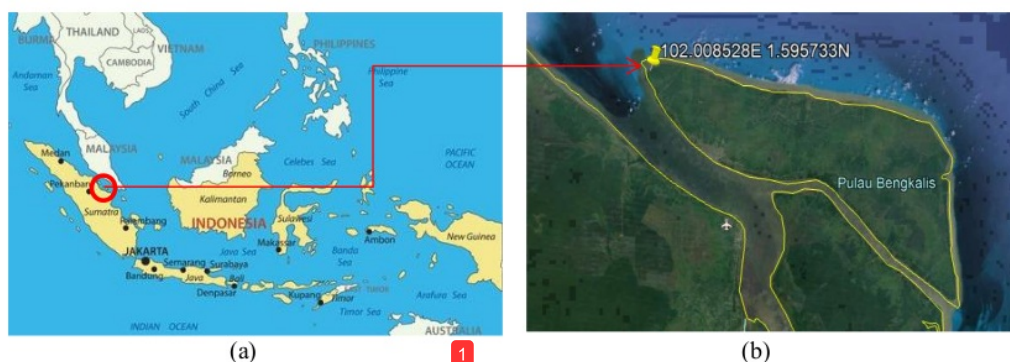 THAILAND
LAOS
BURMA
VIETNAM
CAMBODIA
PHILIPPINES
Andaman
Sea
South China Sea
Philippine
Sea
MALAYSIA
Medan
MALAYSIA
Celebes Sea
PACIFIC
OCEAN
Borneo
Pekanbaru
Kalimantan
Sumatra
INDONESIA
Sulawesi
Palembang
Ambon
New Guinea
JAKARTA
Java Sea
Makassar
Banda
Sea
Semarang
Surabaya
Bandung
Java
Bali
Denpasar
Kupang
EAST TIMOR
Timor
Arafura Sea
Timor Sea
INDIAN OCEAN
AUSTRALIA
(a)
1
102.008528E 1.595733N
Pulau Bengkalis
(b)